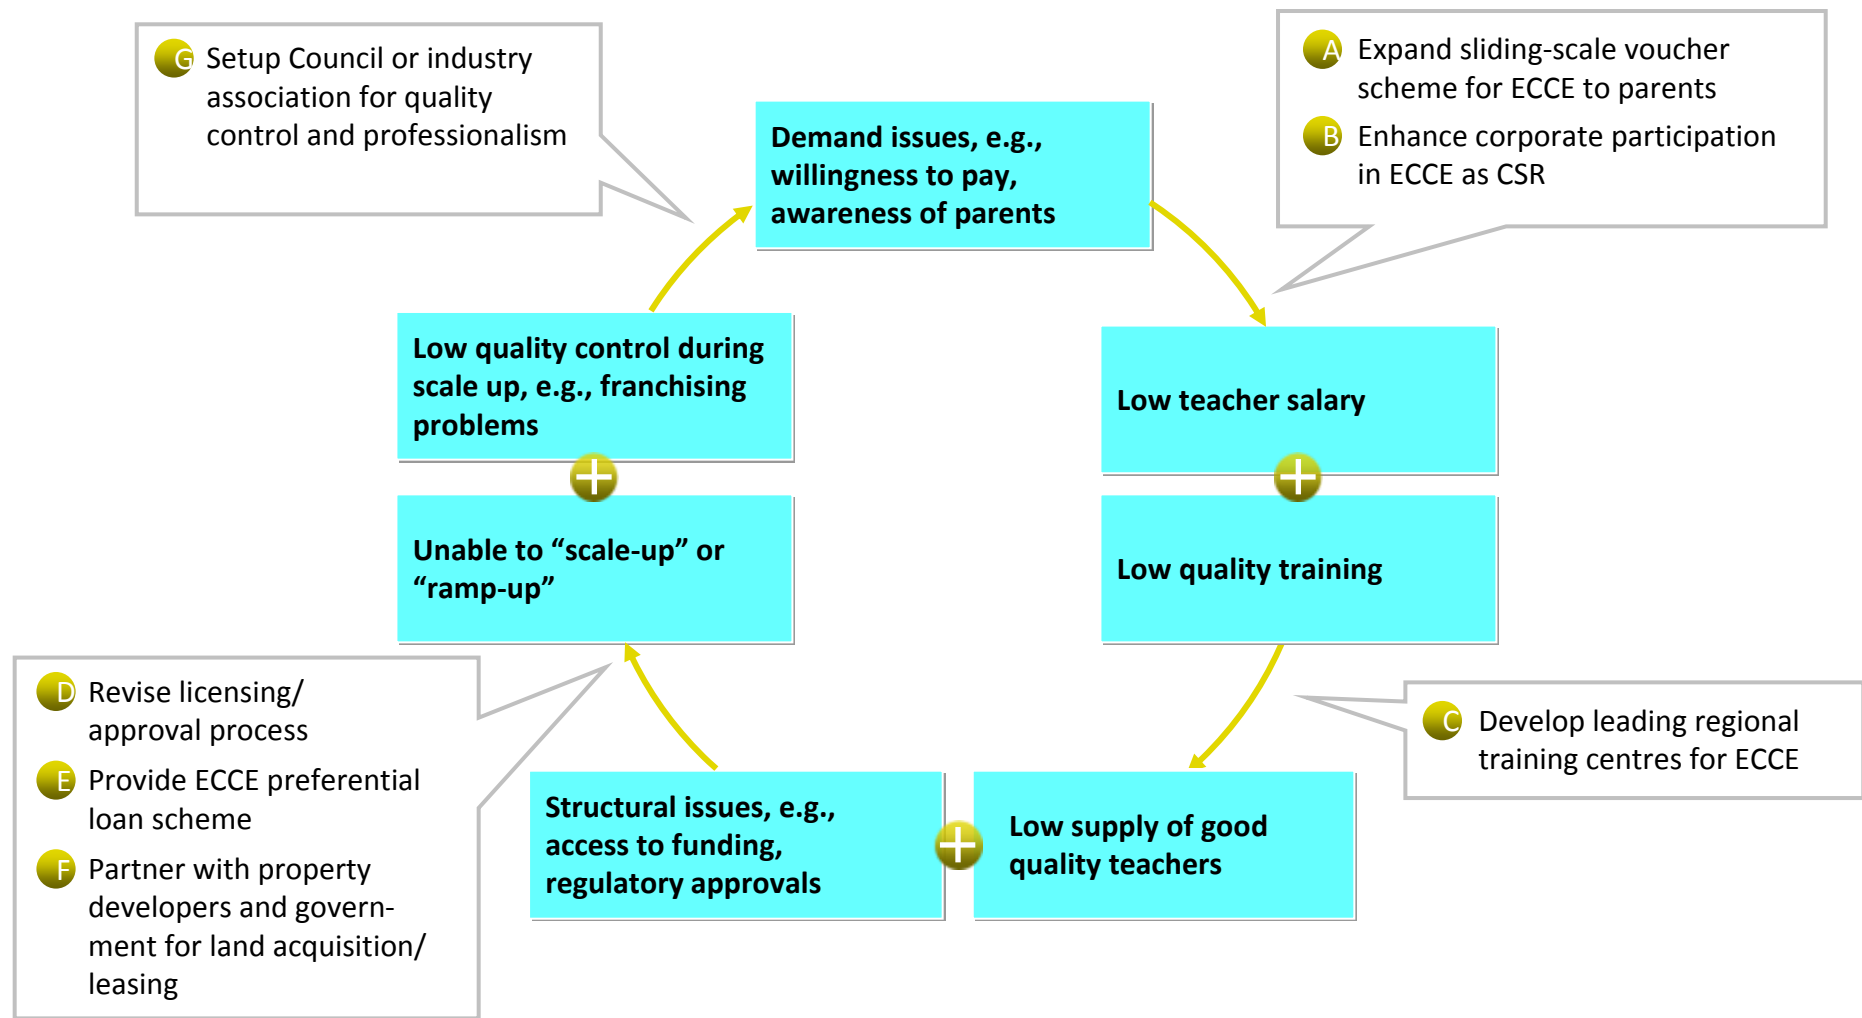 G Setup Council or industry
association for quality
control and professionalism
A Expand sliding-scale voucher
scheme for ECCE to parents
B Enhance corporate participation
in ECCE as CSR
Demand issues, e.g.,
willingness to pay,
awareness of parents
Low quality control during
scale up, e.g., franchising
problems
Low teacher salary
Unable to “scale-up” or
“ramp-up”
Low quality training
D Revise licensing/
approval process
E Provide ECCE preferential
loan scheme
F Partner with property
developers and govern-
ment for land acquisition/
leasing
C Develop leading regional
training centres for ECCE
Structural issues, e.g.,
access to funding,
regulatory approvals
Low supply of good
quality teachers